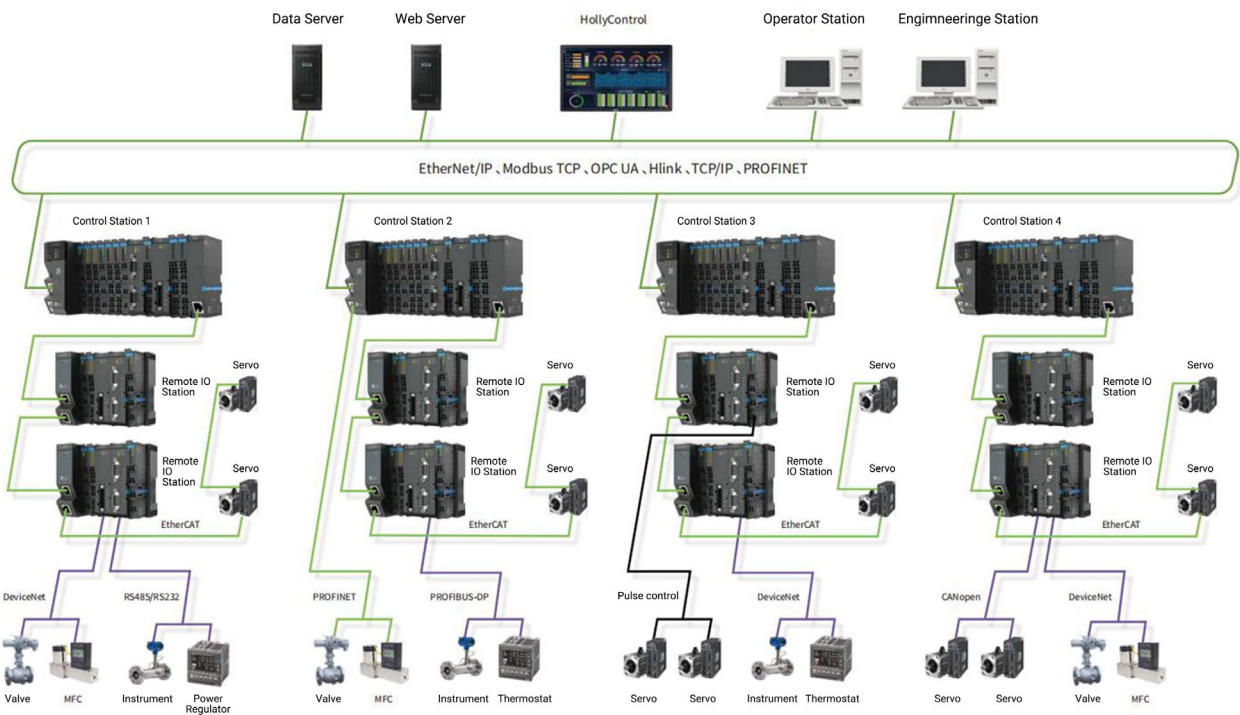 Data Server
Web Server
HollyControl
Operator Station
Engimneeringe Station
EtherNet/IP、Modbus TCP、OPC UA、Hlink、TCP/IP、PROFINET
Control Station 1
Control Station 2
Control Station 3
Control Station 4
Remote IO
Station
Servo
Remote IO
Station
Servo
Remote IO
Station
Servo
Remote IO
Station
Servo
Remote
IO
Station
Servo
Remote
IO Station
Servo
Remote
IO Station
Servo
Remote
IO Station
Servo
EtherCAT
EtherCAT
EtherCAT
EtherCAT
DeviceNet
RS485/RS232
PROFINET
PROFIBUS-DP
Pulse control
DeviceNet
CANopen
DeviceNet
Valve
MFC
Instrument
Power
Regulator
Valve
MFC
Instrument
Thermostat
Servo
Servo
Instrument
Thermostat
Servo
Servo
Valve
MFC